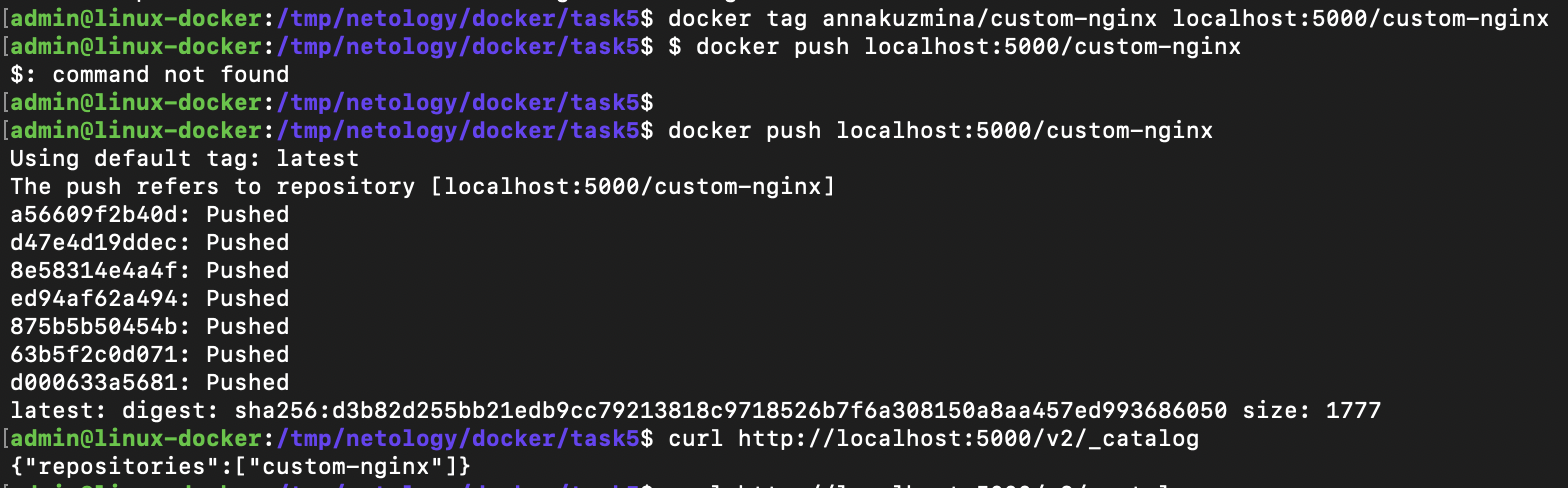 [admin@linux-docker:/tmp/netology/docker/task5$ docker tag annakuzmina/custom-nginx localhost:5000/custom-nginx
[admin@linux-docker:/tmp/netology/docker/task5$ $ docker push localhost:5000/custom-nginx
$: command not found
[admin@linux-docker:/tmp/netology/docker/task5$
[admin@linux-docker:/tmp/netology/docker/task5$ docker push localhost:5000/custom-nginx
Using default tag: latest
The push refers to repository [localhost:5000/custom-nginx]
a56609f2b40d: Pushed
d47e4d19ddec: Pushed
8e58314e4a4f: Pushed
ed94af62a494: Pushed
875b5b50454b: Pushed
63b5f2c0d071: Pushed
d000633a5681: Pushed
latest: digest: sha256:d3b82d255bb21edb9cc79213818c9718526b7f6a308150a8aa457ed993686050 size: 1777
[admin@linux-docker:/tmp/netology/docker/task5$ curl http://localhost:5000/v2/_catalog
{"repositories":["custom-nginx"]}